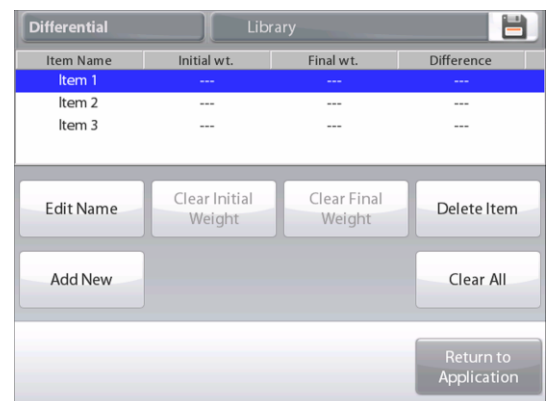 Differential Library
Item Name Initial wt. Final wt. Difference
Item 1 --- --- ---
Item 2 --- --- ---
Item 3 --- --- ---
Edit Name
Clear Initial
Weight
Clear Final
Weight
Delete Item
Add New
Clear All
Return to
Application